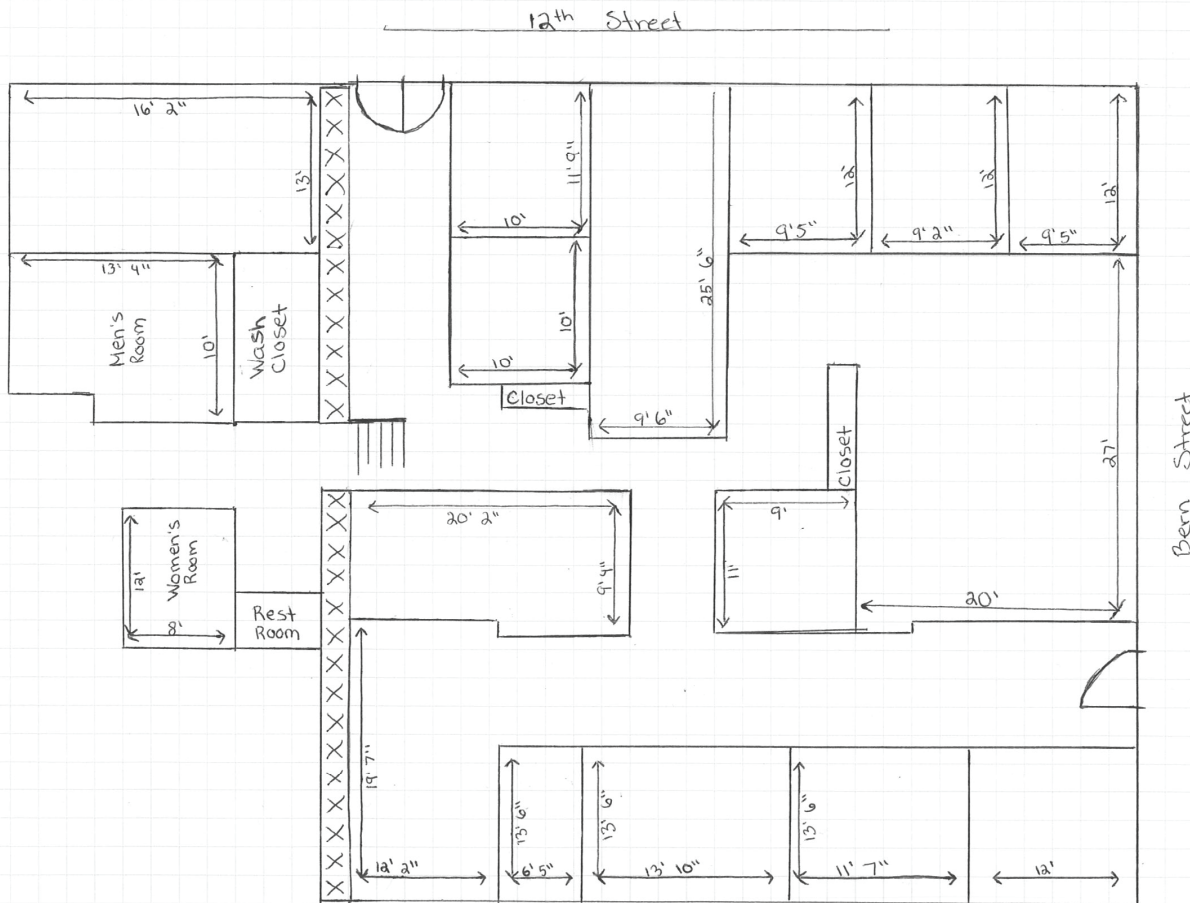 12th Street
16' 2"
13'
11' 9"
10'
25' 6"
12'
9'5"
12'
9' 2"
12'
9'5"
13' 4"
10'
Men's
Room
Wash
Closet
10'
10'
Closet
9' 6"
Closet
27'
Bern Street
20' 2"
9' 4"
9'
11'
20'
12'
Women's
Room
8'
Rest
Room
19' 7"
12' 2"
13' 6"
6' 5"
13' 6"
13' 10"
13' 6"
11' 7"
12'